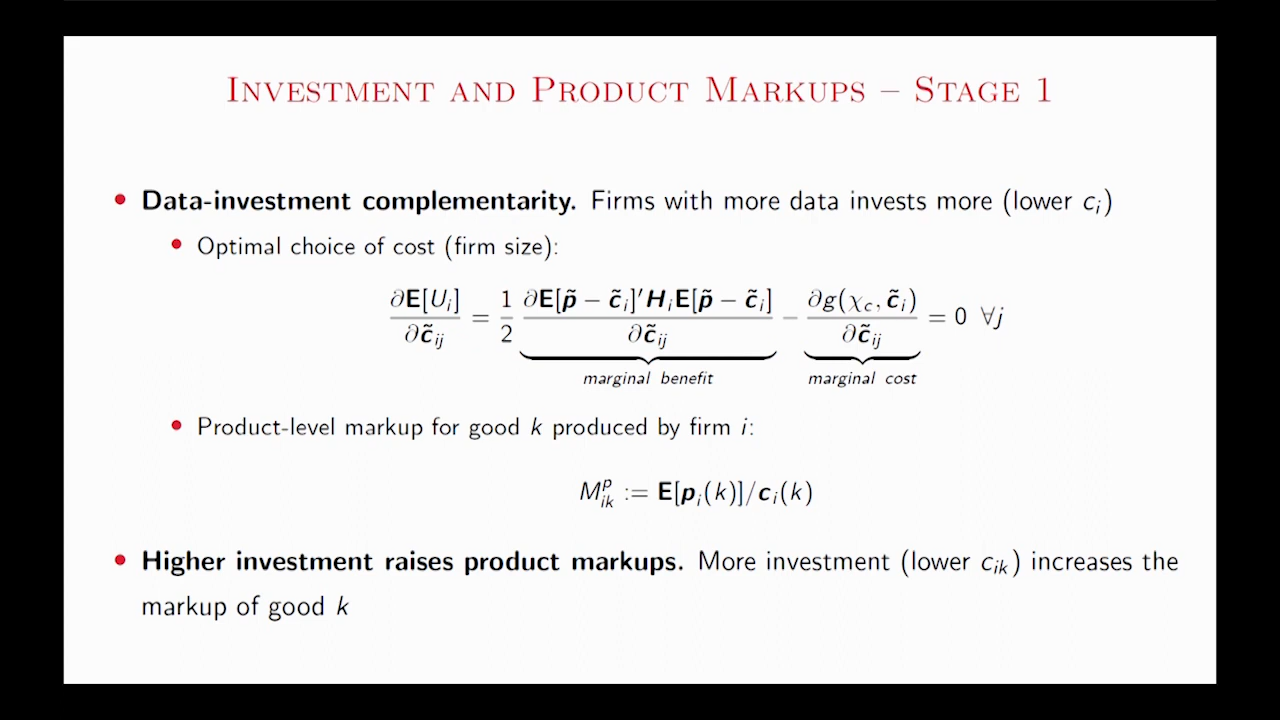 INVESTMENT AND PRODUCT MARKUPS – STAGE 1
• Data-investment complementarity. Firms with more data invests more (lower c_i)
• Optimal choice of cost (firm size):
∂E[U_i]/∂c̃_ij = 1/2 ∂E[p̃ − c̃_i]′H_iE[p̃ − c̃_i]/∂c̃_ij − ∂g(χ_c, c̃_i)/∂c̃_ij = 0 ∀j
marginal benefit marginal cost
• Product-level markup for good k produced by firm i:
M^p_ik := E[p_i(k)]/c_i(k)
• Higher investment raises product markups. More investment (lower c_ik) increases the
markup of good k